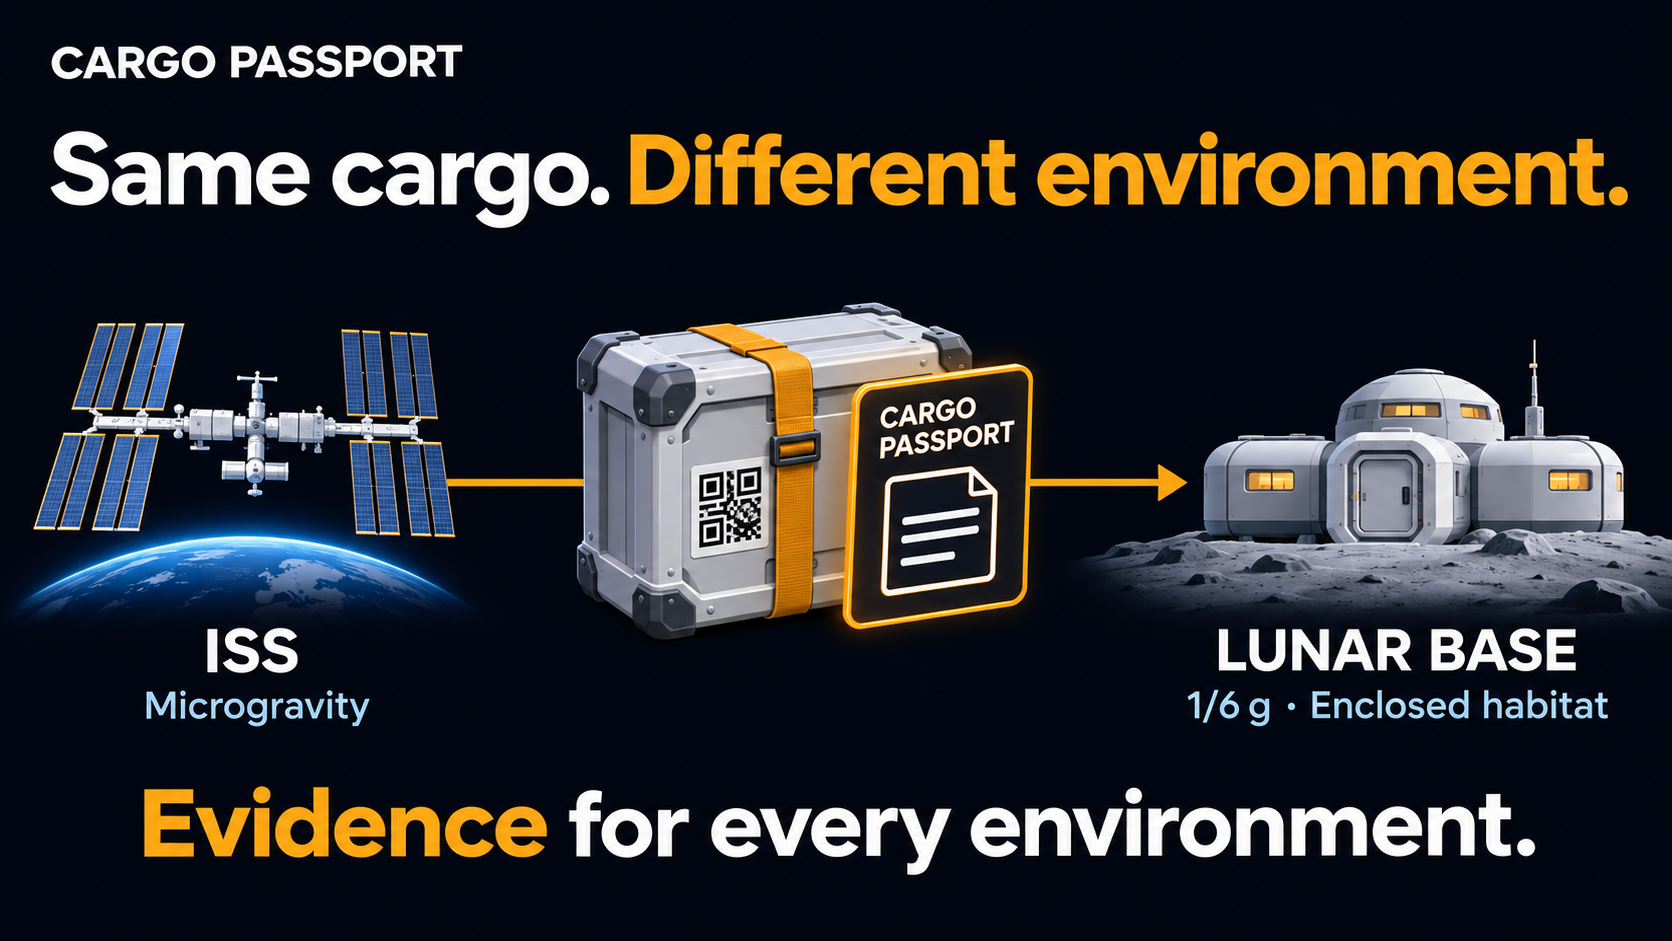 CARGO PASSPORT
Same cargo. Different environment.
CARGO
PASSPORT
ISS
Microgravity
LUNAR BASE
1/6 g · Enclosed habitat
Evidence for every environment.